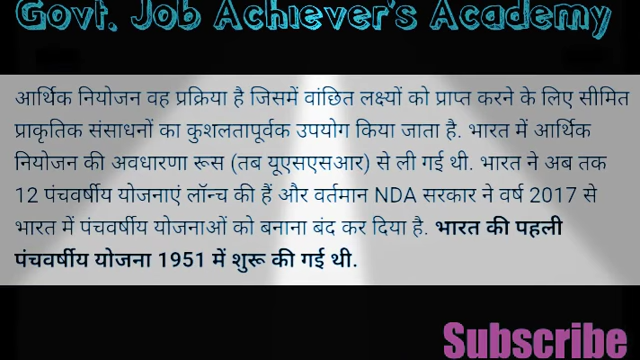 Govt. Job Achiever's Academy
आर्थिक नियोजन वह प्रक्रिया है जिसमें वांछित लक्ष्यों को प्राप्त करने के लिए सीमित
प्राकृतिक संसाधनों का कुशलतापूर्वक उपयोग किया जाता है. भारत में आर्थिक
नियोजन की अवधारणा रूस (तब यूएसएसआर) से ली गई थी. भारत ने अब तक
12 पंचवर्षीय योजनाएं लॉन्च की हैं और वर्तमान NDA सरकार ने वर्ष 2017 से
भारत में पंचवर्षीय योजनाओं को बनाना बंद कर दिया है. भारत की पहली
पंचवर्षीय योजना 1951 में शुरू की गई थी.
Subscribe